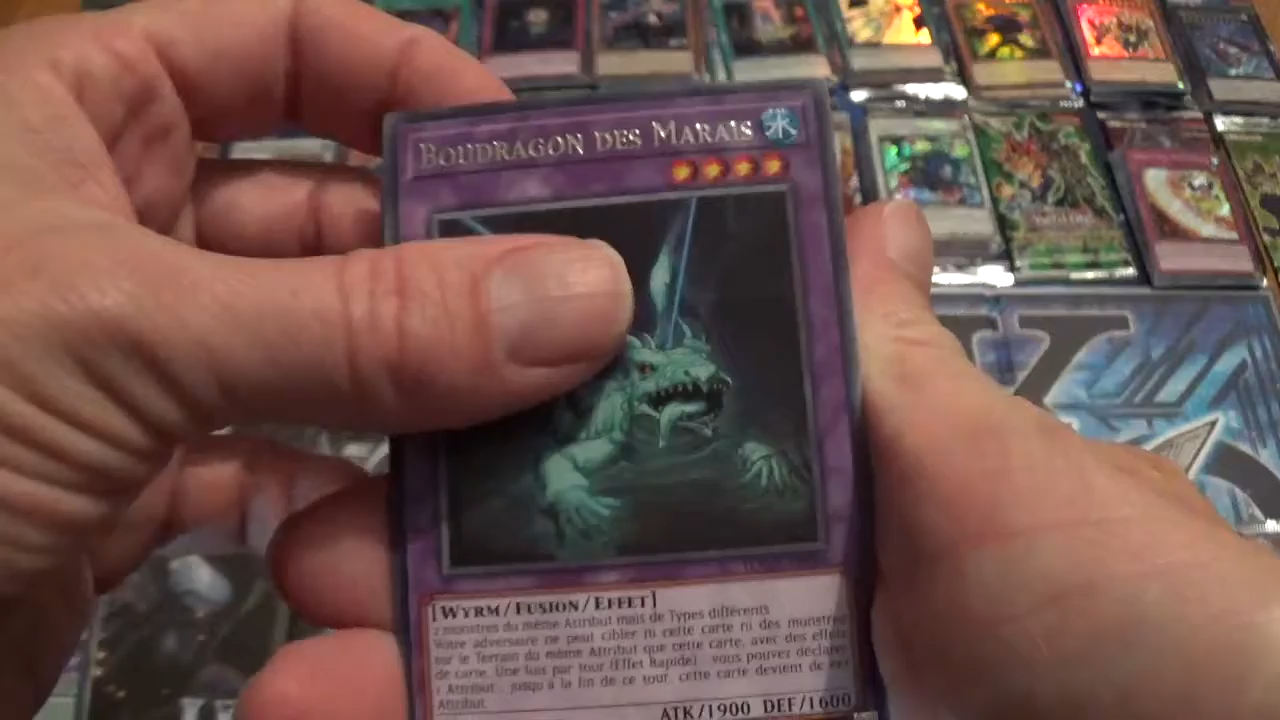 BOUDRAGON DES MARAIS 水
[WYRM/FUSION/EFFET]
2 monstres du même Attribut mais de Types différents
Votre adversaire ne peut cibler ni cette carte ni des monstres
sur le Terrain du même Attribut que cette carte, avec des effets
de carte. Une fois par tour (Effet Rapide) : vous pouvez déclarer
1 Attribut ; jusqu'à la fin de ce tour, cette carte devient de cet
Attribut.
ATK/1900 DEF/1600